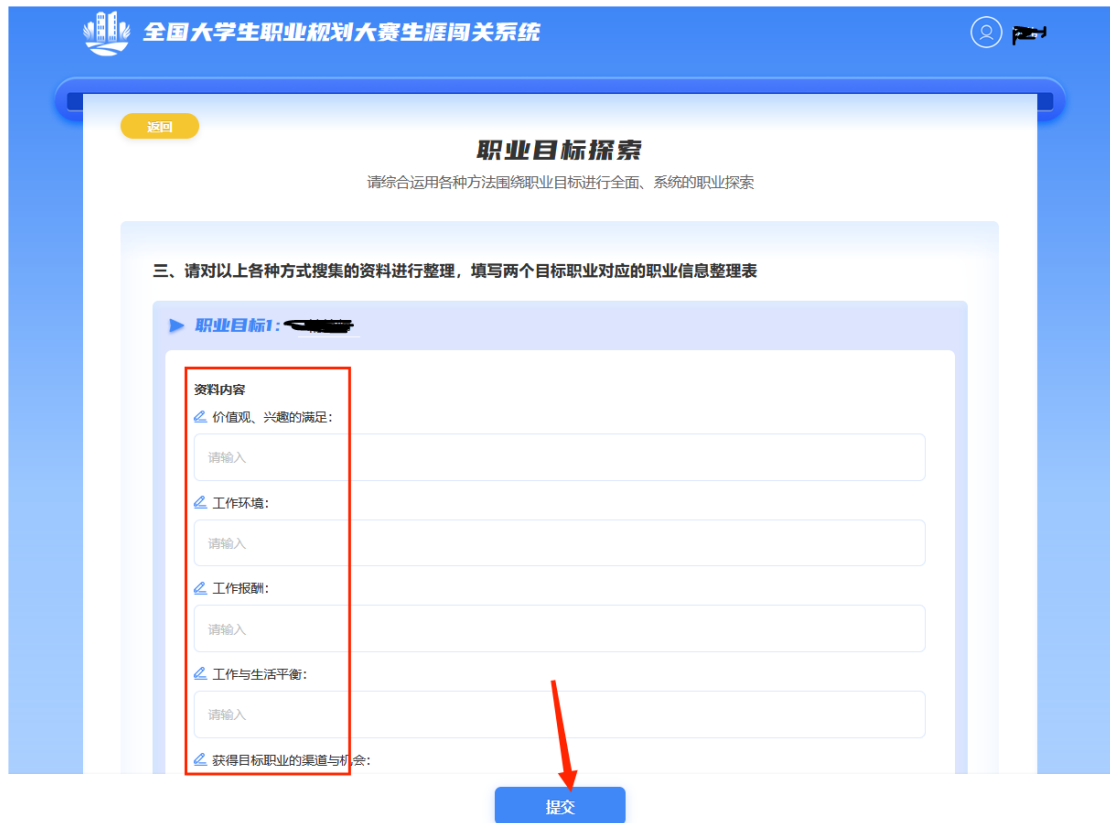 全国大学生职业规划大赛生涯闯关系统
返回
职业目标探索
请综合运用各种方法围绕职业目标进行全面、系统的职业探索
三、请对以上各种方式搜集的资料进行整理，填写两个目标职业对应的职业信息整理表
职业目标1:
资料内容
价值观、兴趣的满足：
请输入
工作环境：
请输入
工作报酬：
请输入
工作与生活平衡：
请输入
获得目标职业的渠道与机会：
提交